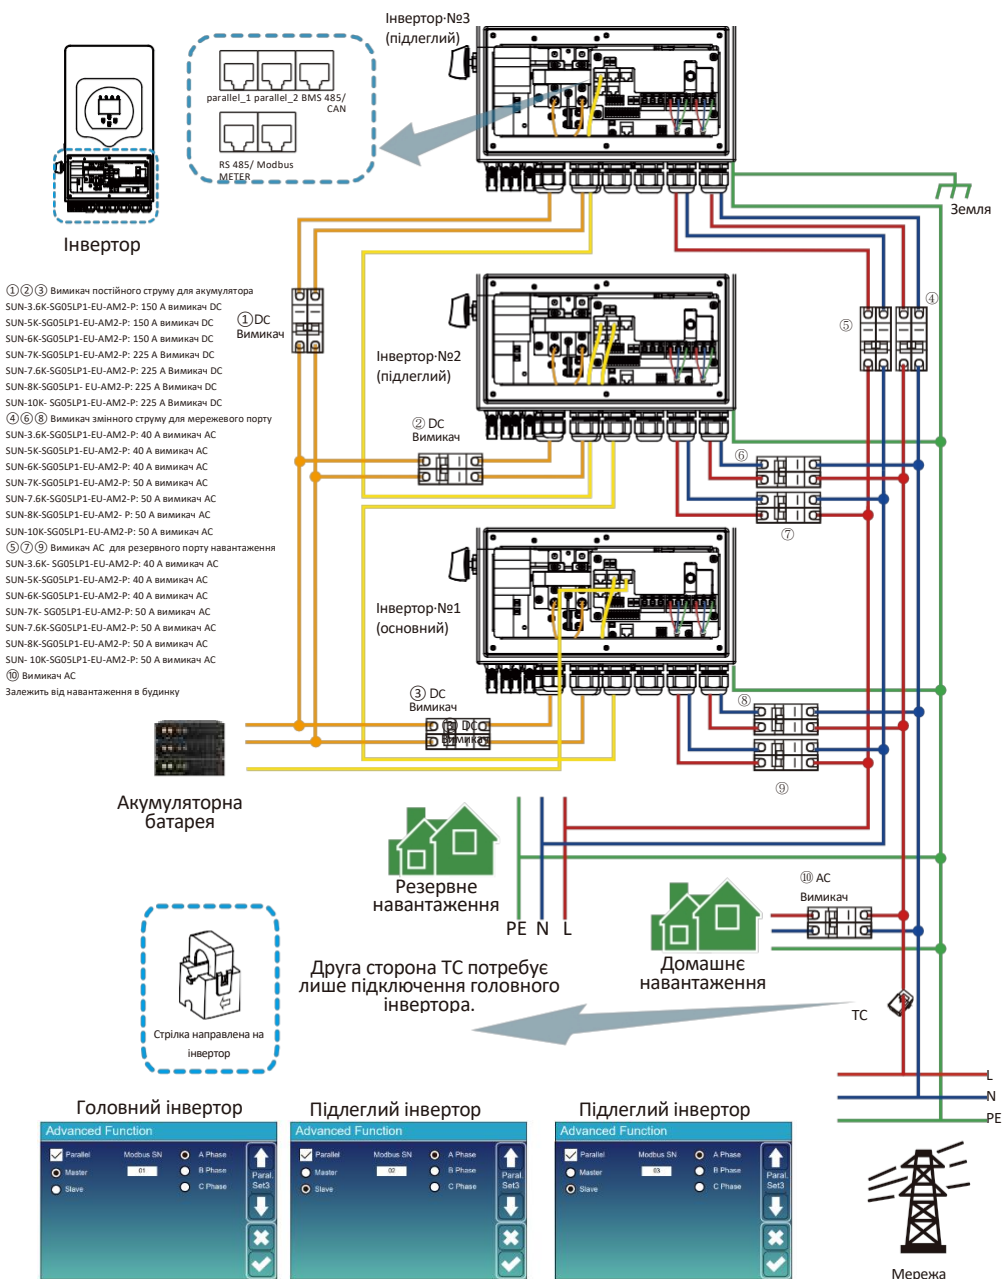 Інвертор·№3
(підлеглий)
parallel_1 parallel_2 BMS 485/
CAN
RS 485/ Modbus
METER
Інвертор
Земля
①②③ Вимикач постійного струму для акумулятора
SUN-3.6K-SG05LP1-EU-AM2-P: 150 А вимикач DC
SUN-5K-SG05LP1-EU-AM2-P: 150 А вимикач DC
SUN-6K-SG05LP1-EU-AM2-P: 150 А вимикач DC
SUN-7K-SG05LP1-EU-AM2-P: 225 А Вимикач DC
SUN-7.6K-SG05LP1-EU-AM2-P: 225 А Вимикач DC
SUN-8K-SG05LP1- EU-AM2-P: 225 А Вимикач DC
SUN-10K- SG05LP1-EU-AM2-P: 225 А Вимикач DC
④⑥⑧ Вимикач змінного струму для мережевого порту
SUN-3.6K-SG05LP1-EU-AM2-P: 40 А вимикач AC
SUN-5K-SG05LP1-EU-AM2-P: 40 А вимикач AC
SUN-6K-SG05LP1-EU-AM2-P: 40 А вимикач AC
SUN-7K-SG05LP1-EU-AM2-P: 50 А вимикач AC
SUN-7.6K-SG05LP1-EU-AM2-P: 50 А вимикач AC
SUN-8K-SG05LP1-EU-AM2- P: 50 А вимикач AC
SUN-10K-SG05LP1-EU-AM2-P: 50 А вимикач AC
⑤⑦⑨ Вимикач AC для резервного порту навантаження
SUN-3.6K- SG05LP1-EU-AM2-P: 40 А вимикач AC
SUN-5K-SG05LP1-EU-AM2-P: 40 А вимикач AC
SUN-6K-SG05LP1-EU-AM2-P: 40 А вимикач AC
SUN-7K- SG05LP1-EU-AM2-P: 50 А вимикач AC
SUN-7.6K-SG05LP1-EU-AM2-P: 50 А вимикач AC
SUN-8K-SG05LP1-EU-AM2-P: 50 А вимикач AC
SUN- 10K-SG05LP1-EU-AM2-P: 50 А вимикач AC
⑩ Вимикач AC
Залежить від навантаження в будинку
①DC
Вимикач
④
⑤
Інвертор·№2
(підлеглий)
② DC
Вимикач
⑥
⑦
Інвертор·№1
(основний)
③ DC
Вимикач
③ DC
Вимикач
⑧
⑨
Акумуляторна
батарея
Резервне
навантаження
PE N L
⑩ AC
Вимикач
Домашнє
навантаження
Друга сторона ТС потребує
лише підключення головного
інвертора.
Стрілка направлена на
інвертор
ТС
L
N
PE
Головний інвертор
Advanced Function
Parallel Modbus SN A Phase
Master 01 B Phase
Slave C Phase
Paral.
Set3
Підлеглий інвертор
Advanced Function
Parallel Modbus SN A Phase
Master 02 B Phase
Slave C Phase
Paral.
Set3
Підлеглий інвертор
Advanced Function
Parallel Modbus SN A Phase
Master 03 B Phase
Slave C Phase
Paral.
Set3
Мережа